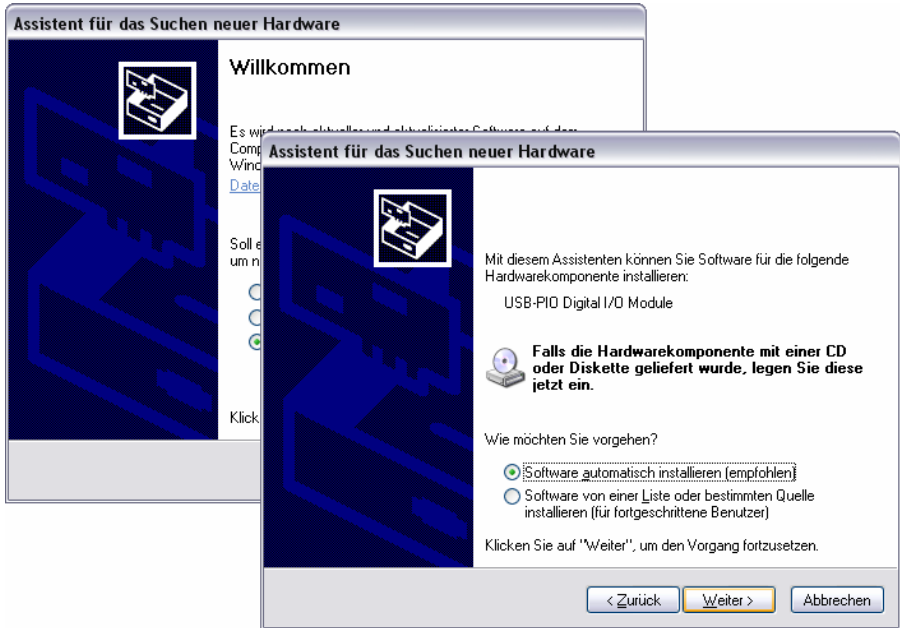 Assistent für das Suchen neuer Hardware
Willkommen
Es wird nach aktueller und aktualisierter Software auf dem
Comp
Wind
Date
Soll e
um n
Klick
Assistent für das Suchen neuer Hardware
Mit diesem Assistenten können Sie Software für die folgende
Hardwarekomponente installieren:
USB-PIO Digital I/O Module
Falls die Hardwarekomponente mit einer CD
oder Diskette geliefert wurde, legen Sie diese
jetzt ein.
Wie möchten Sie vorgehen?
Software automatisch installieren (empfohlen)
Software von einer Liste oder bestimmten Quelle
installieren (für fortgeschrittene Benutzer)
Klicken Sie auf "Weiter", um den Vorgang fortzusetzen.
< Zurück
Weiter >
Abbrechen